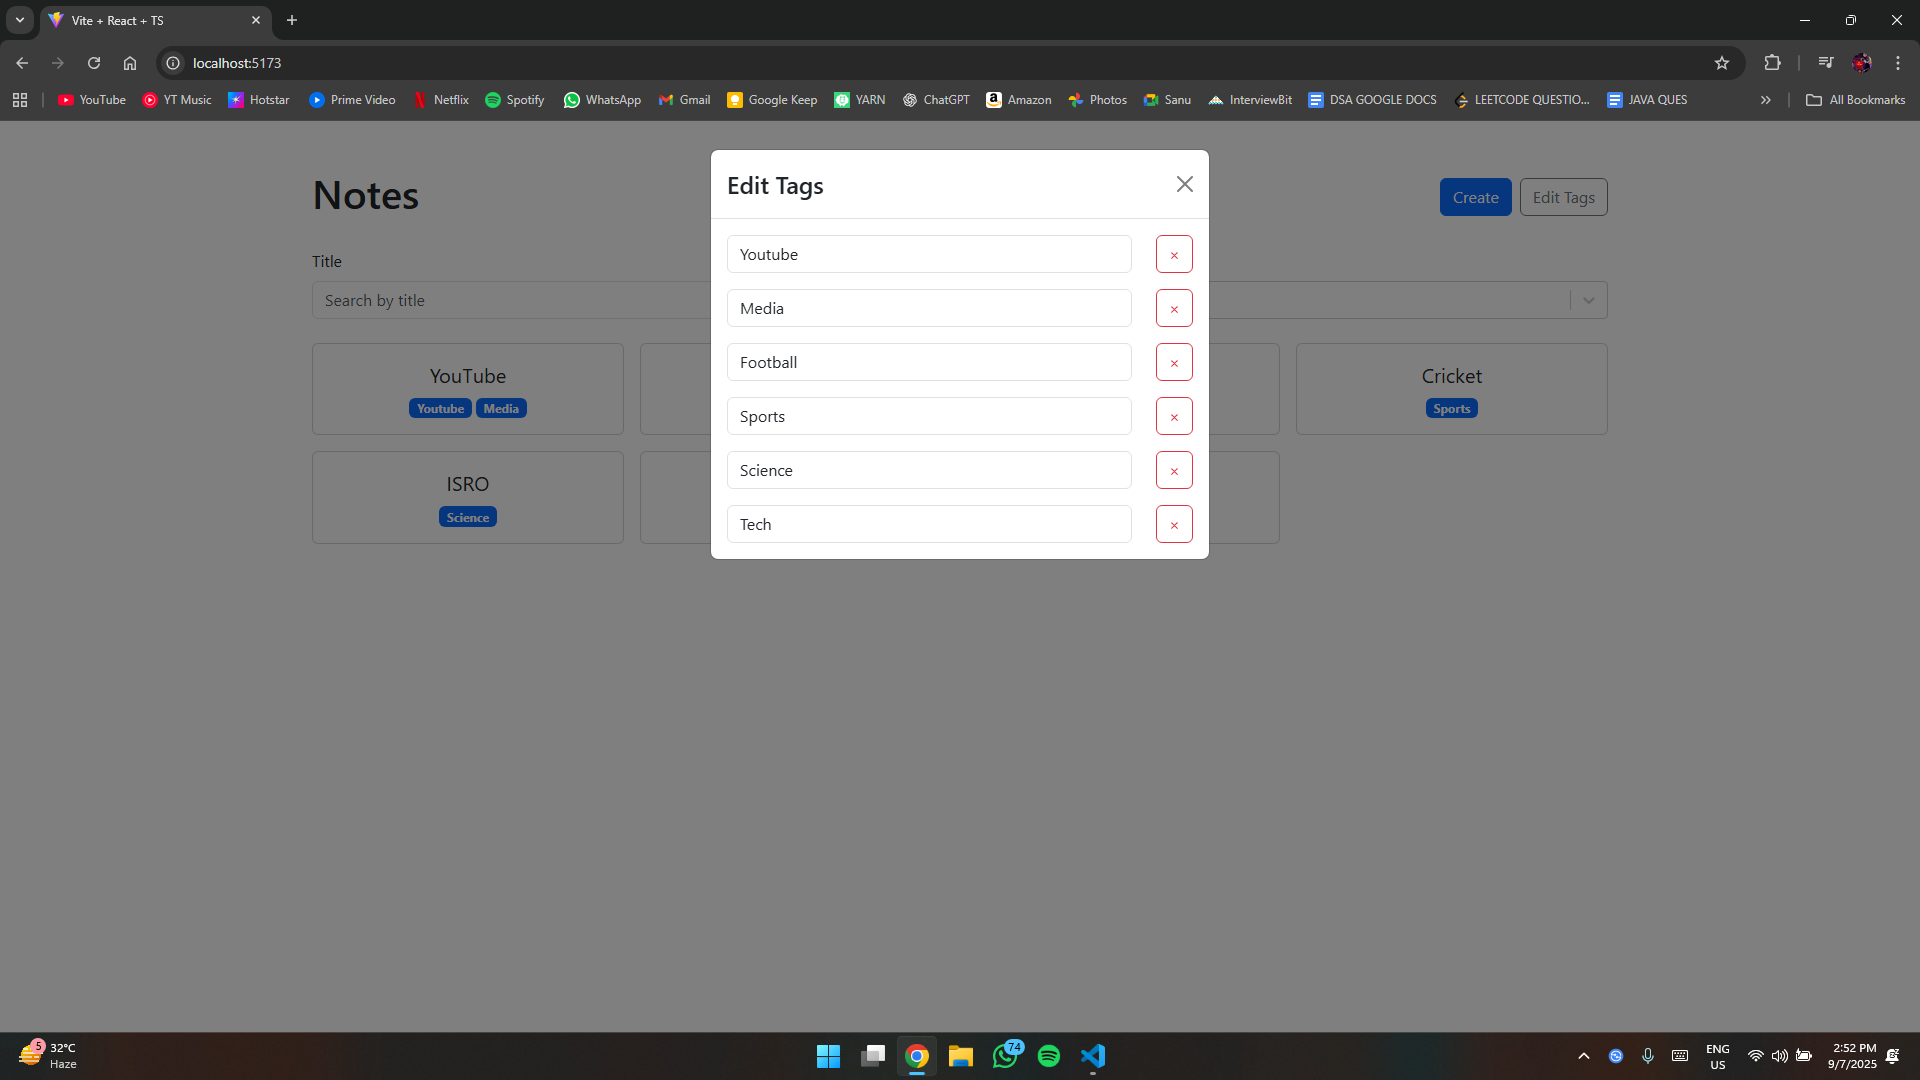 Vite + React + TS
localhost:5173
YouTube YT Music Hotstar Prime Video Netflix Spotify WhatsApp Gmail Google Keep YARN ChatGPT Amazon Photos Sanu InterviewBit DSA GOOGLE DOCS LEETCODE QUESTIO... JAVA QUES All Bookmarks
Notes
Create Edit Tags
Title
Search by title
YouTube
Youtube Media
Cricket
Sports
ISRO
Science
Edit Tags
Youtube
Media
Football
Sports
Science
Tech
5
32°C
Haze
74
ENG
US
2:52 PM
9/7/2025